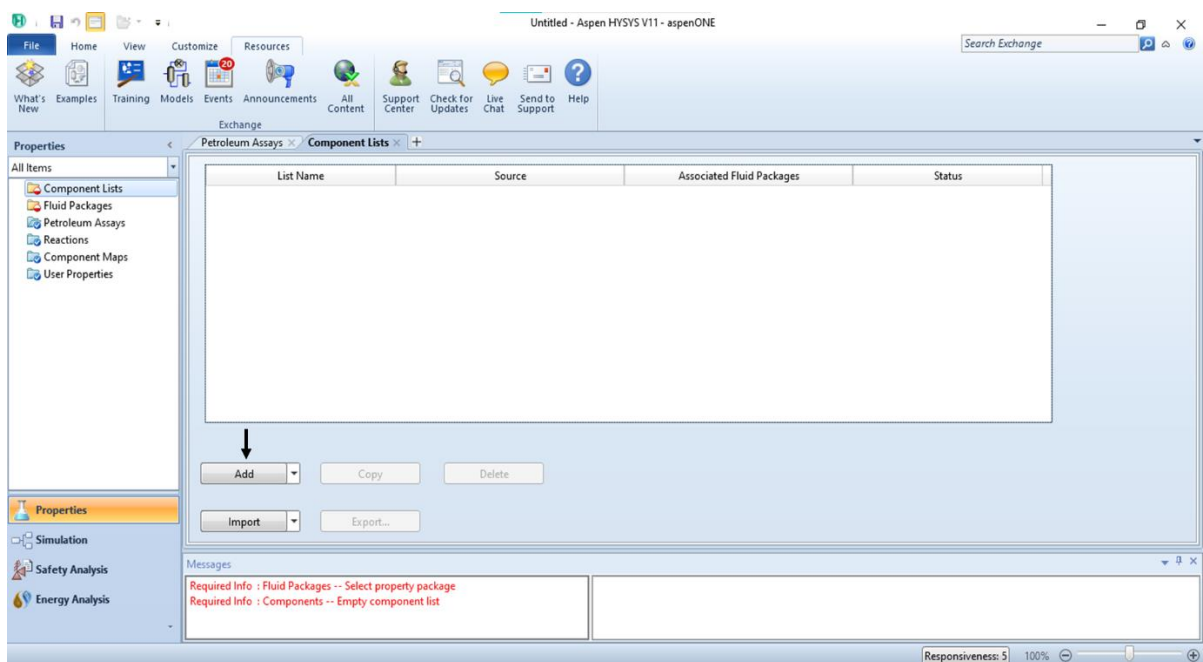 Untitled - Aspen HYSYS V11 - aspenONE
File Home View Customize Resources Search Exchange
What's New Examples Training Models 20 Events Announcements All Content Support Center Check for Updates Live Chat Send to Support Help
Exchange
Properties < Petroleum Assays × Component Lists × +
All Items
List Name Source Associated Fluid Packages Status
Component Lists
Fluid Packages
Petroleum Assays
Reactions
Component Maps
User Properties
Add Copy Delete
Import Export...
Properties
Simulation
Safety Analysis
Energy Analysis
Messages
Required Info : Fluid Packages -- Select property package
Required Info : Components -- Empty component list
Responsiveness: 5 100%